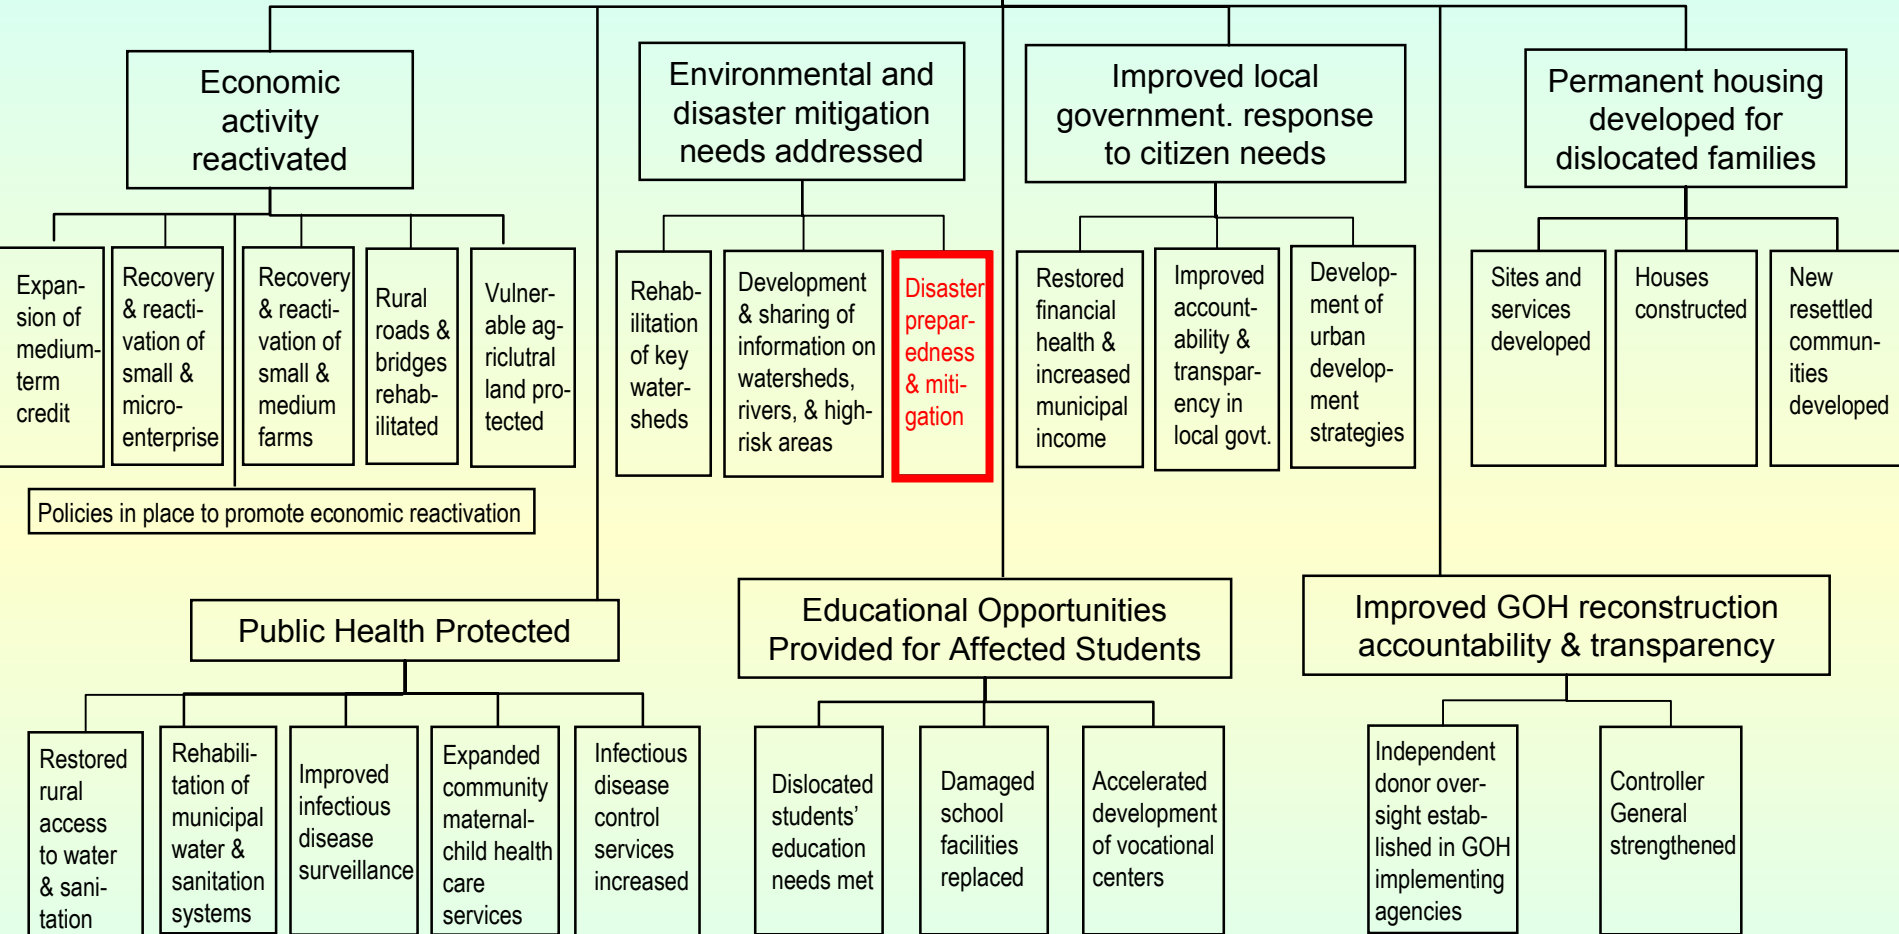 Economic
activity
reactivated
Environmental and
disaster mitigation
needs addressed
Improved local
government. response
to citizen needs
Permanent housing
developed for
dislocated families
Expan-
sion of
medium-
term
credit
Recovery
& reacti-
vation of
small &
micro-
enterprise
Recovery
& reacti-
vation of
small &
medium
farms
Rural
roads &
bridges
rehab-
ilitated
Vulner-
able ag-
riclutral
land pro-
tected
Policies in place to promote economic reactivation
Rehab-
ilitation
of key
water-
sheds
Development
& sharing of
information on
watersheds,
rivers, & high-
risk areas
Disaster
prepar-
edness
& miti-
gation
Restored
financial
health &
increased
municipal
income
Improved
account-
ability &
transpar-
ency in
local govt.
Develop-
ment of
urban
develop-
ment
strategies
Sites and
services
developed
Houses
constructed
New
resettled
commun-
ities
developed
Public Health Protected
Educational Opportunities
Provided for Affected Students
Improved GOH reconstruction
accountability & transparency
Restored
rural
access
to water
& sani-
tation
Rehabili-
tation of
municipal
water &
sanitation
systems
Improved
infectious
disease
surveillance
Expanded
community
maternal-
child health
care
services
Infectious
disease
control
services
increased
Dislocated
students’
education
needs met
Damaged
school
facilities
replaced
Accelerated
development
of vocational
centers
Independent
donor over-
sight estab-
lished in GOH
implementing
agencies
Controller
General
strengthened